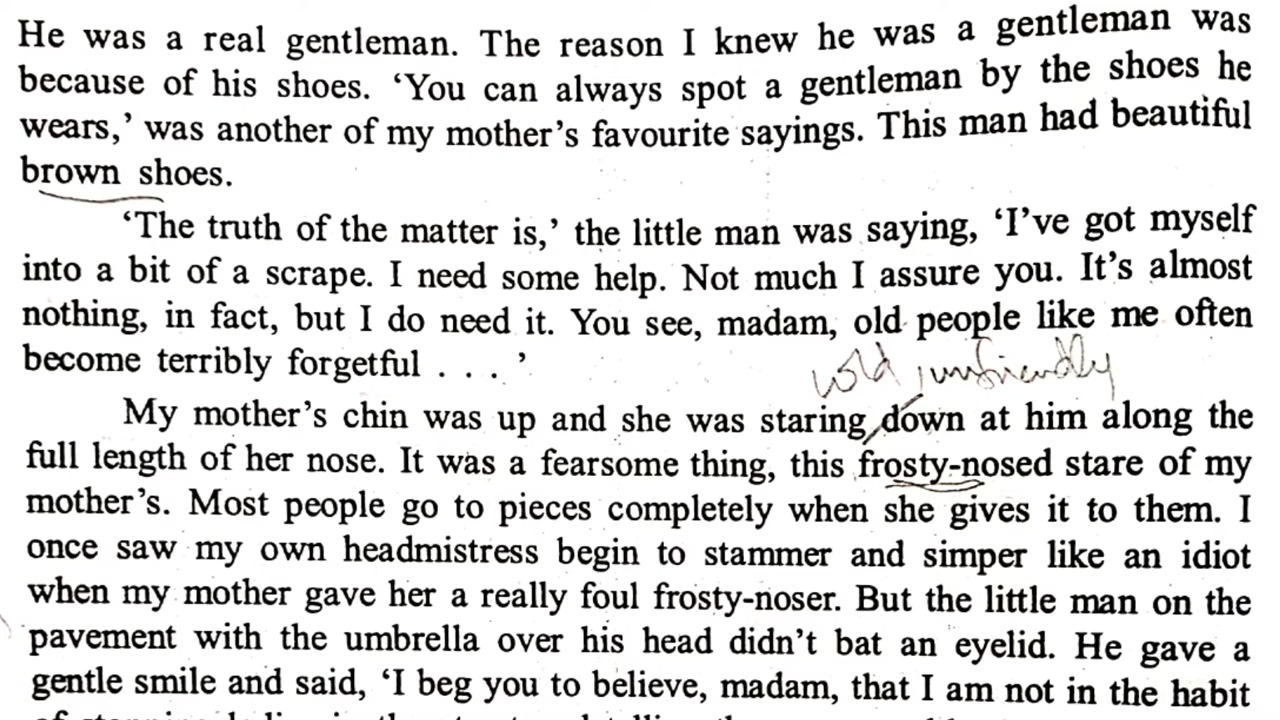 He was a real gentleman. The reason I knew he was a gentleman was
because of his shoes. ‘You can always spot a gentleman by the shoes he
wears,’ was another of my mother’s favourite sayings. This man had beautiful
brown shoes.
‘The truth of the matter is,’ the little man was saying, ‘I’ve got myself
into a bit of a scrape. I need some help. Not much I assure you. It’s almost
nothing, in fact, but I do need it. You see, madam, old people like me often
become terribly forgetful . . . ’
unfriendly
My mother’s chin was up and she was staring down at him along the
full length of her nose. It was a fearsome thing, this frosty-nosed stare of my
mother’s. Most people go to pieces completely when she gives it to them. I
once saw my own headmistress begin to stammer and simper like an idiot
when my mother gave her a really foul frosty-noser. But the little man on the
pavement with the umbrella over his head didn’t bat an eyelid. He gave a
gentle smile and said, ‘I beg you to believe, madam, that I am not in the habit